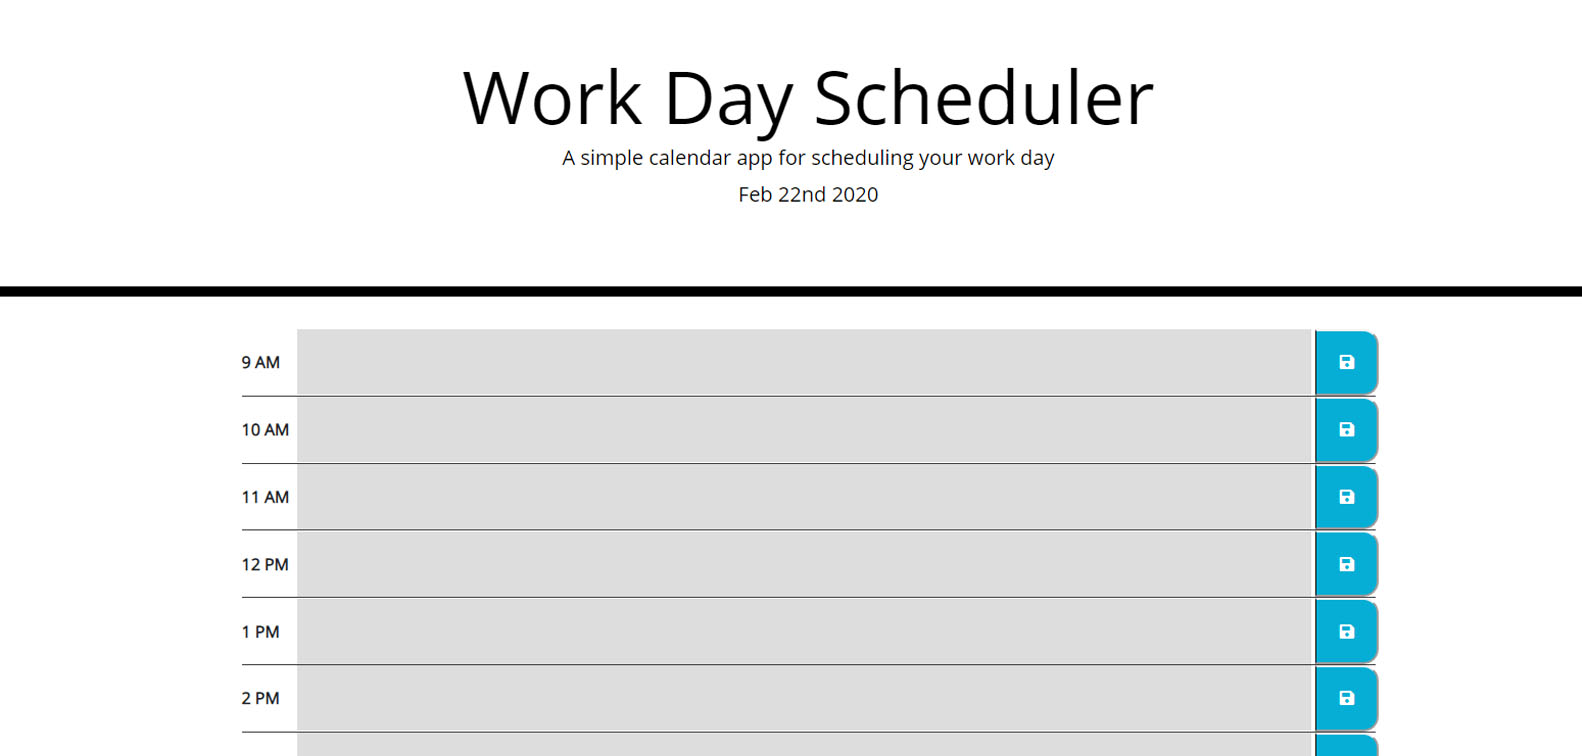 Work Day Scheduler
A simple calendar app for scheduling your work day
Feb 22nd 2020
9 AM
10 AM
11 AM
12 PM
1 PM
2 PM